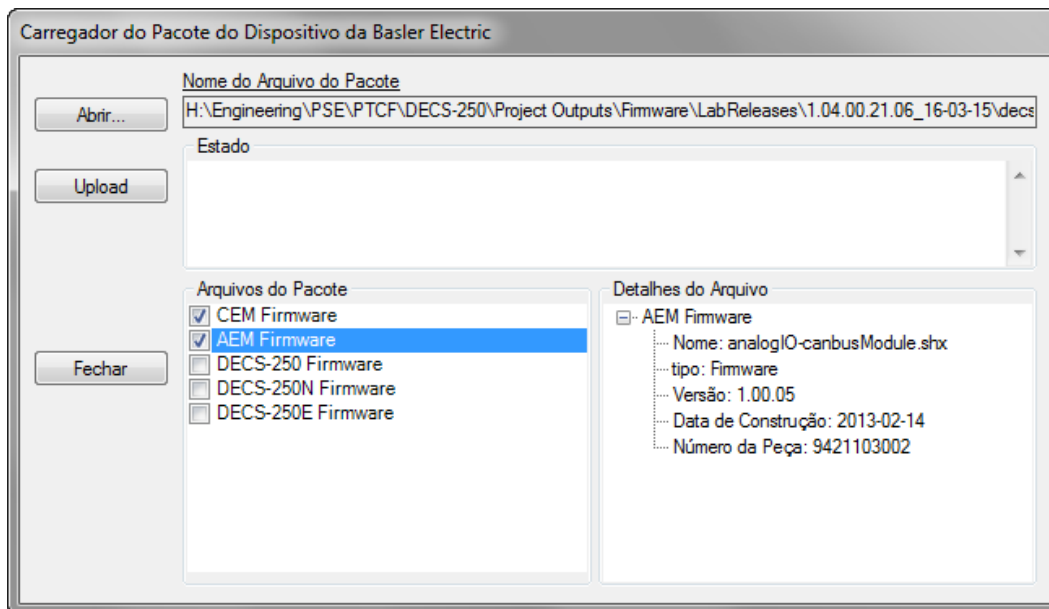 Carregador do Pacote do Dispositivo da Basler Electric
Nome do Arquivo do Pacote
Abrir...
H:\Engineering\PSE\PTCF\DECS-250\Project Outputs\Firmware\LabReleases\1.04.00.21.06_16-03-15\decs
Estado
Upload
Arquivos do Pacote
CEM Firmware
AEM Firmware
DECS-250 Firmware
DECS-250N Firmware
DECS-250E Firmware
Fechar
Detalhes do Arquivo
AEM Firmware
Nome: analogIO-canbusModule.shx
tipo: Firmware
Versão: 1.00.05
Data de Construção: 2013-02-14
Número da Peça: 9421103002